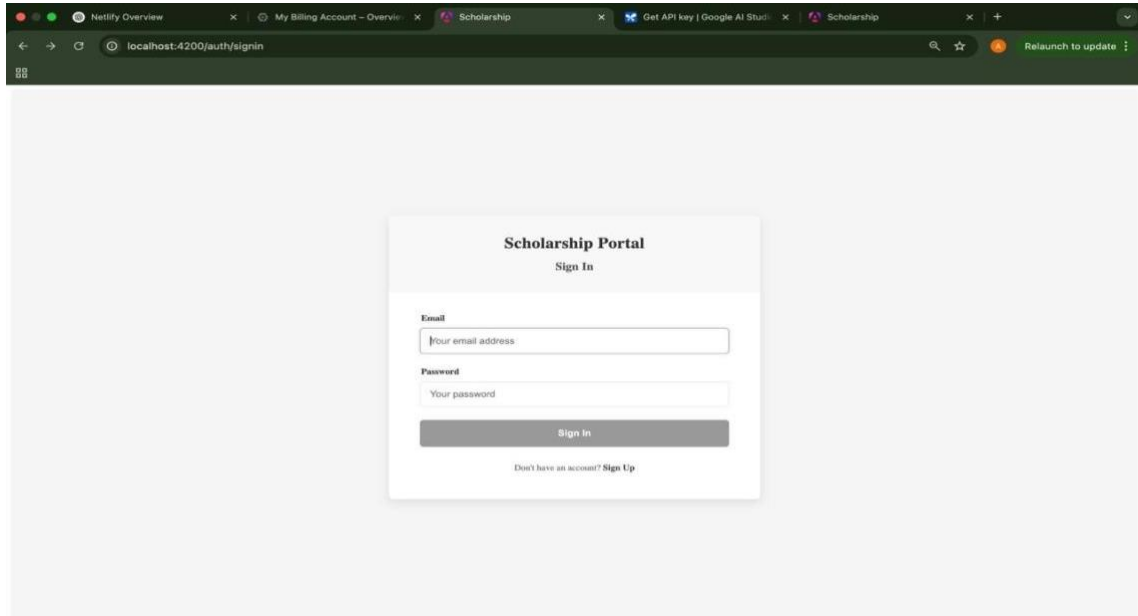 Netlify Overview
My Billing Account – Overvie
Scholarship
Get API key | Google AI Studi
Scholarship
localhost:4200/auth/signin
A
Relaunch to update
Scholarship Portal
Sign In
Email
Your email address
Password
Your password
Sign In
Don't have an account? Sign Up